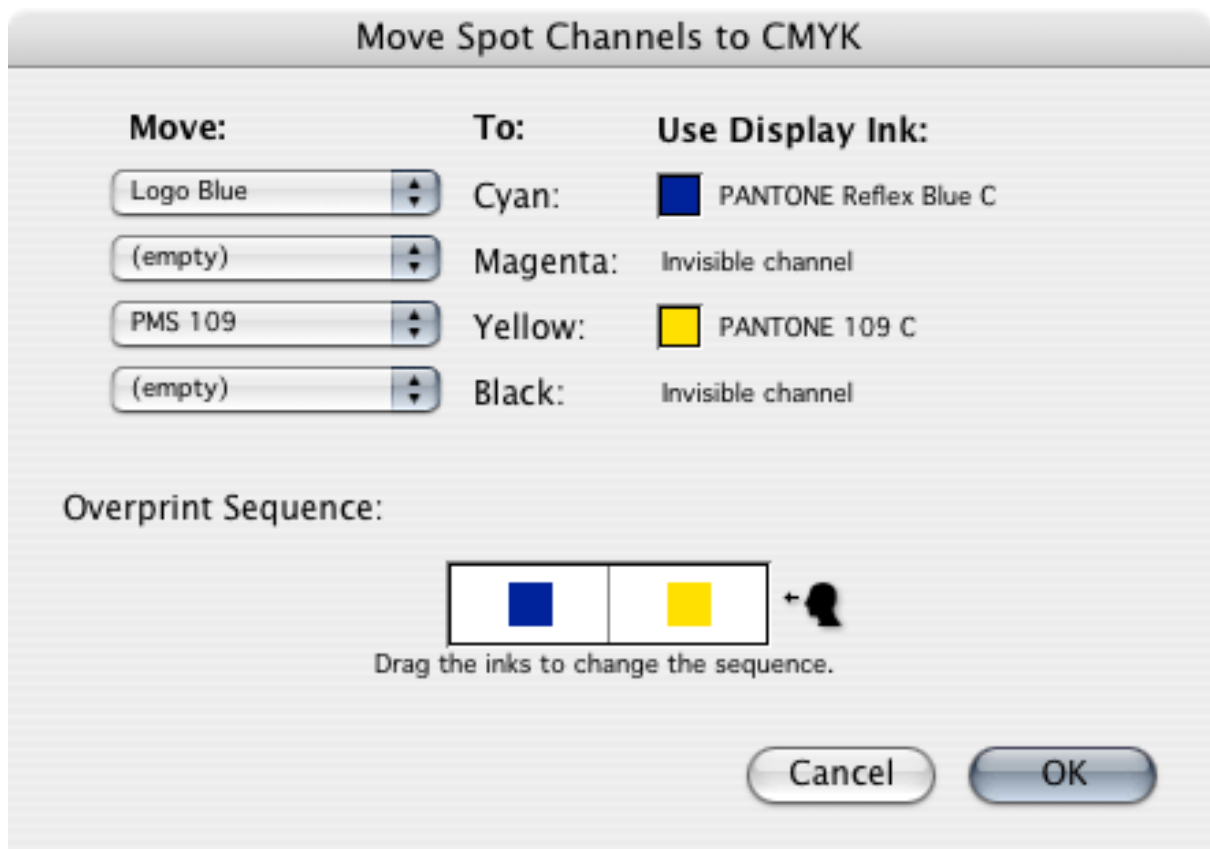 Move Spot Channels to CMYK
Move: To: Use Display Ink:
Logo Blue Cyan: PANTONE Reflex Blue C
(empty) Magenta: Invisible channel
PMS 109 Yellow: PANTONE 109 C
(empty) Black: Invisible channel
Overprint Sequence:
Drag the inks to change the sequence.
Cancel OK